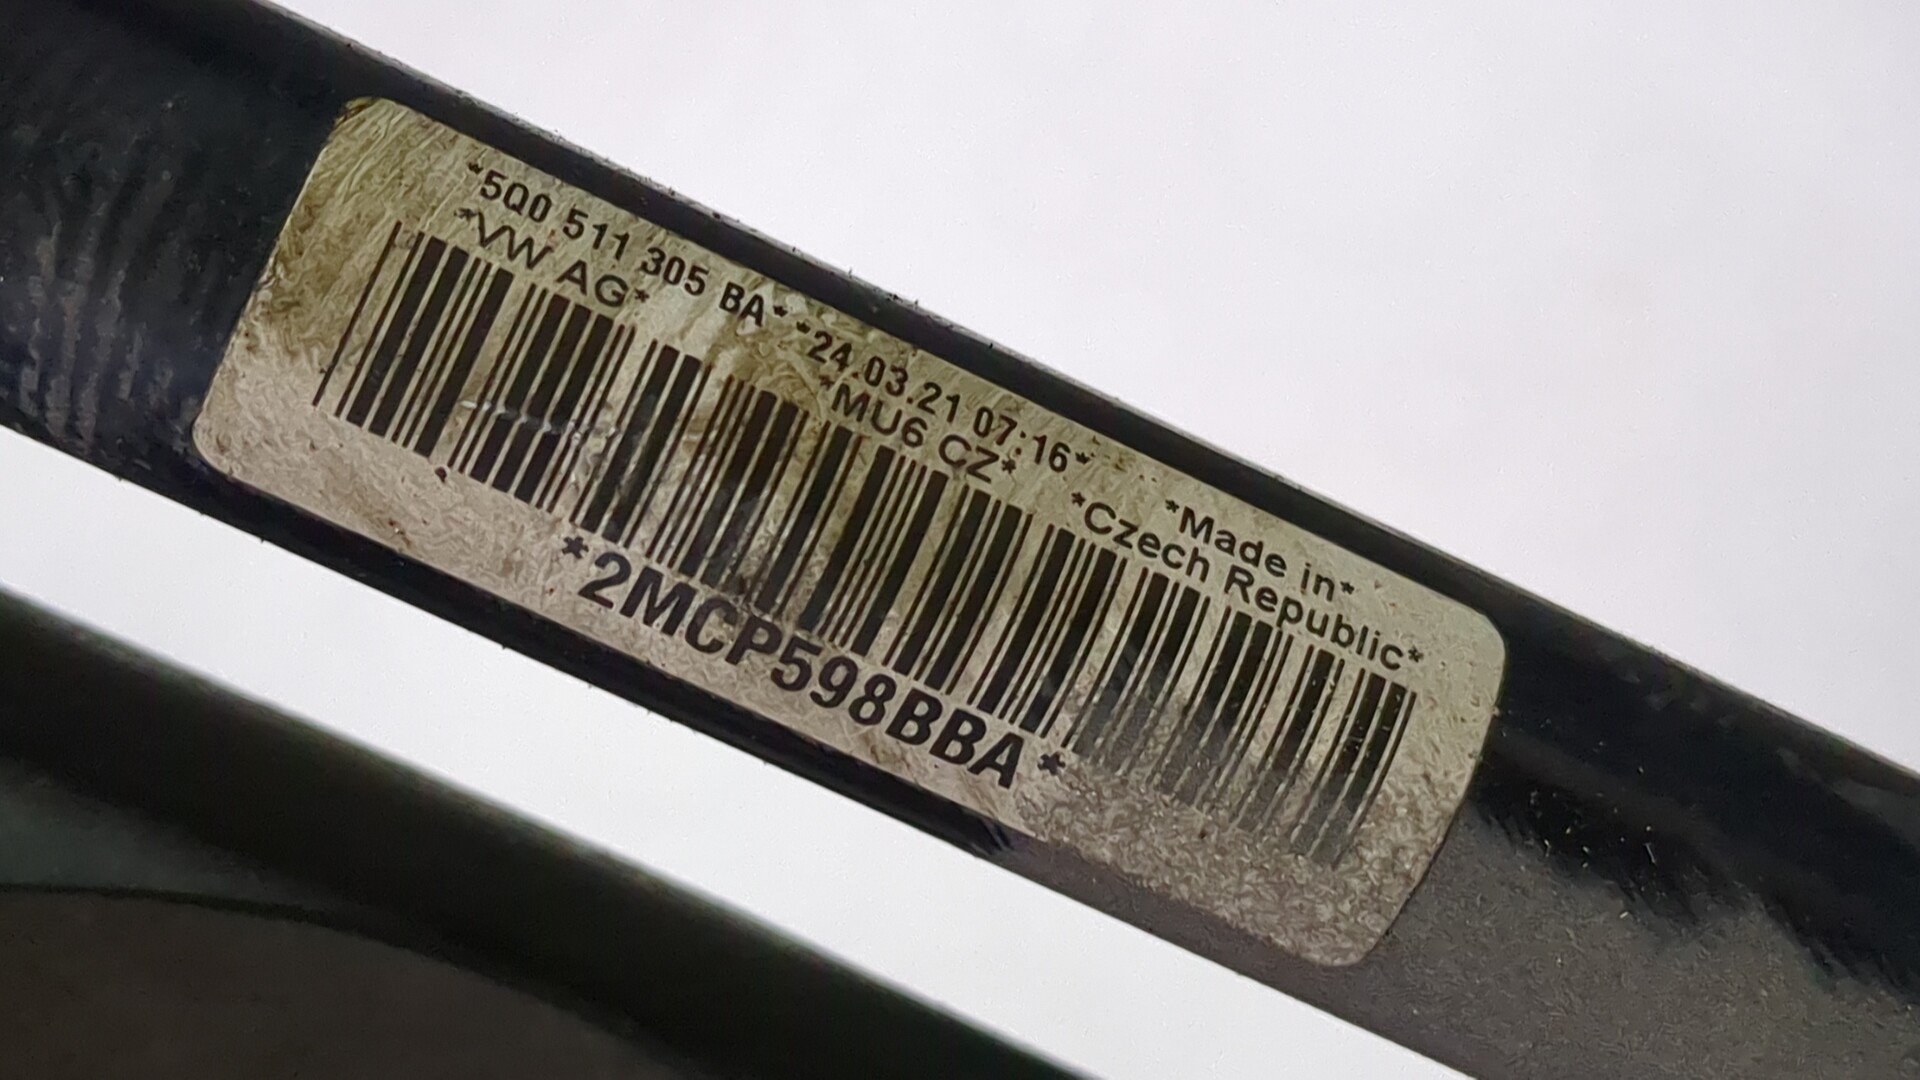 *5Q0 511 305 BA* *24.03.21 07:16* *Made in*
*VW AG* *MU6 CZ* *Czech Republic*
*2MCP598BBA*